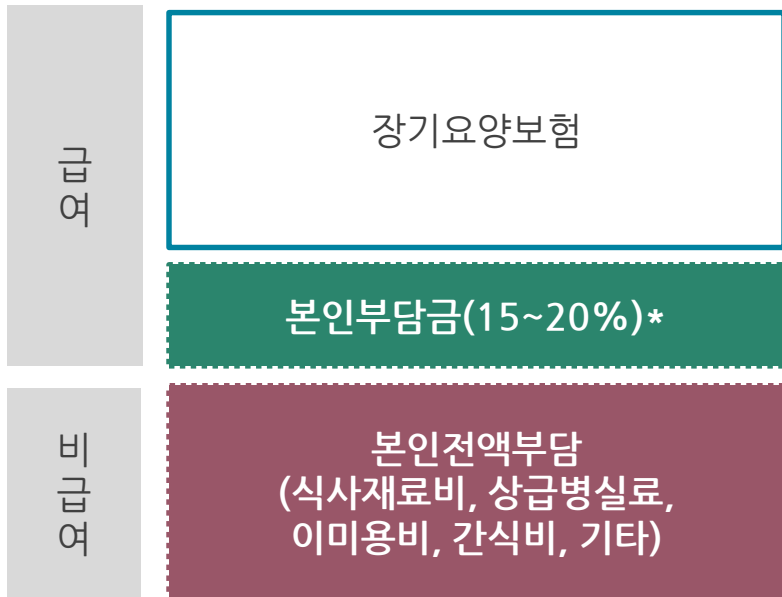 급여
장기요양보험
본인부담금(15~20%)*
비급여
본인전액부담
(식사재료비, 상급병실료,
이미용비, 간식비, 기타)